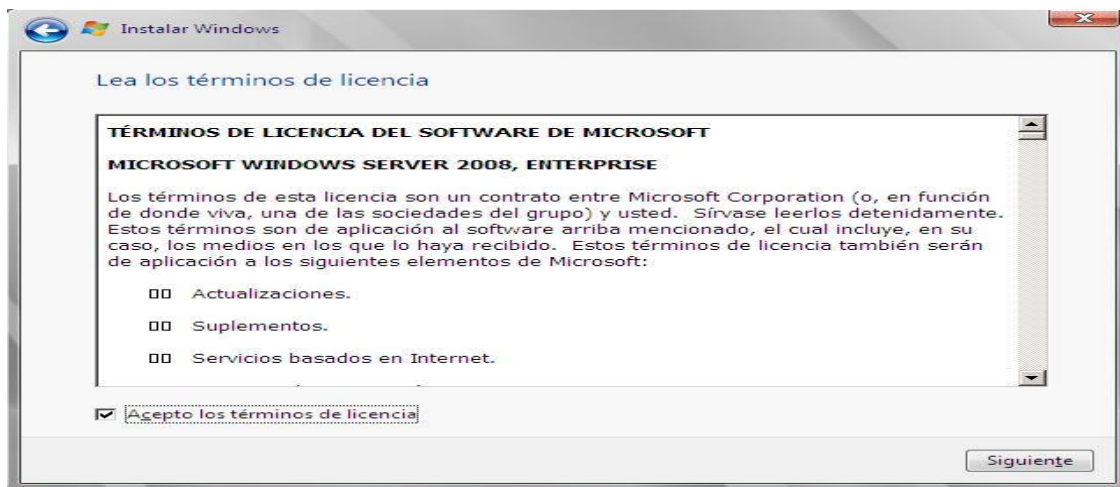 Instalar Windows
Lea los términos de licencia
TÉRMINOS DE LICENCIA DEL SOFTWARE DE MICROSOFT
MICROSOFT WINDOWS SERVER 2008, ENTERPRISE
Los términos de esta licencia son un contrato entre Microsoft Corporation (o, en función
de donde viva, una de las sociedades del grupo) y usted.  Sírvase leerlos detenidamente.
Estos términos son de aplicación al software arriba mencionado, el cual incluye, en su
caso, los medios en los que lo haya recibido.  Estos términos de licencia también serán
de aplicación a los siguientes elementos de Microsoft:
▯▯ Actualizaciones.
▯▯ Suplementos.
▯▯ Servicios basados en Internet.
Acepto los términos de licencia
Siguiente